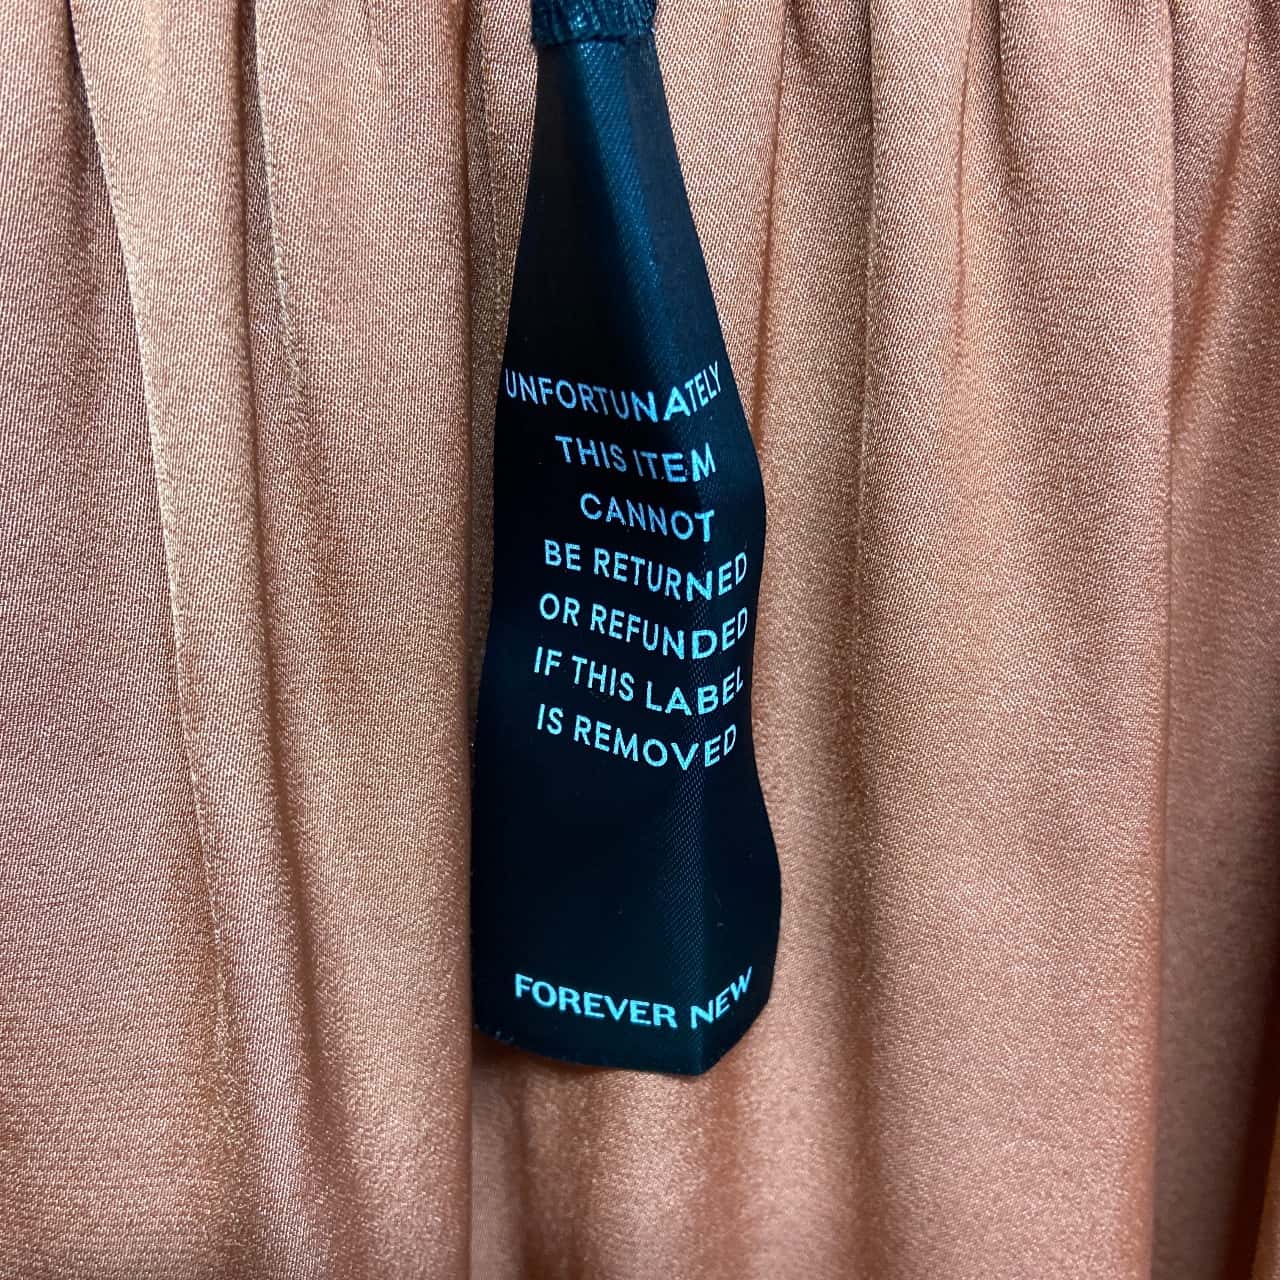 UNFORTUNATELY
THIS ITEM
CANNOT
BE RETURNED
OR REFUNDED
IF THIS LABEL
IS REMOVED
FOREVER NEW